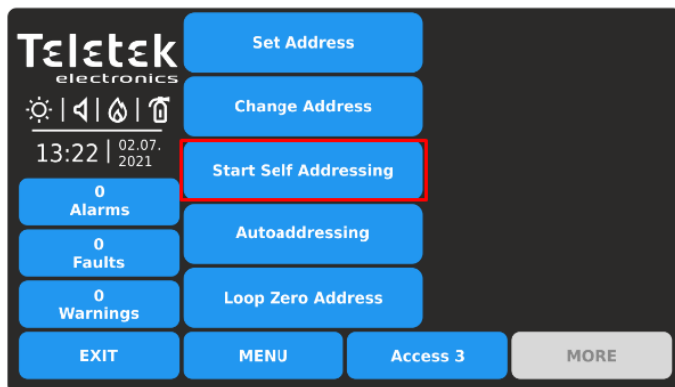 Teletek
electronics
13:22
02.07.
2021
0
Alarms
0
Faults
0
Warnings
Set Address
Change Address
Start Self Addressing
Autoaddressing
Loop Zero Address
EXIT
MENU
Access 3
MORE